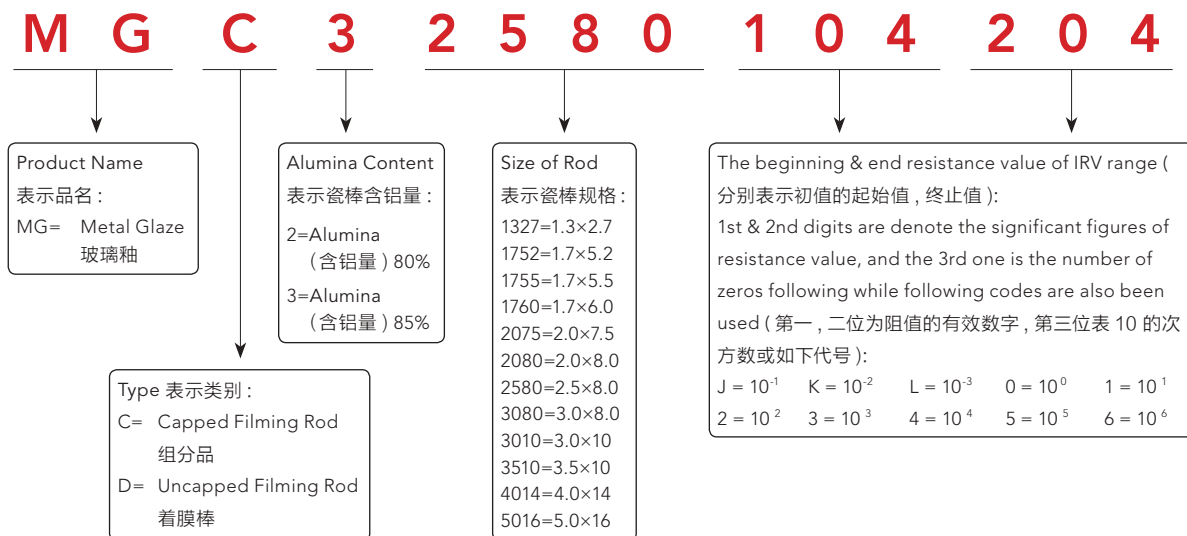 M G C 3 2 5 8 0 1 0 4 2 0 4
Product Name
表示品名 :
MG= Metal Glaze
玻璃釉
Type 表示类别 :
C= Capped Filming Rod
组分品
D= Uncapped Filming Rod
着膜棒
Alumina Content
表示瓷棒含铝量 :
2=Alumina
(含铝量 ) 80%
3=Alumina
(含铝量 ) 85%
Size of Rod
表示瓷棒规格 :
1327=1.3×2.7
1752=1.7×5.2
1755=1.7×5.5
1760=1.7×6.0
2075=2.0×7.5
2080=2.0×8.0
2580=2.5×8.0
3080=3.0×8.0
3010=3.0×10
3510=3.5×10
4014=4.0×14
5016=5.0×16
The beginning & end resistance value of IRV range (
分别表示初值的起始值 , 终止值 ):
1st & 2nd digits are denote the significant figures of
resistance value, and the 3rd one is the number of
zeros following while following codes are also been
used ( 第一 , 二位为阻值的有效数字 , 第三位表 10 的次
方数或如下代号 ):
J = 10⁻¹ K = 10⁻² L = 10⁻³ 0 = 10⁰ 1 = 10¹
2 = 10² 3 = 10³ 4 = 10⁴ 5 = 10⁵ 6 = 10⁶